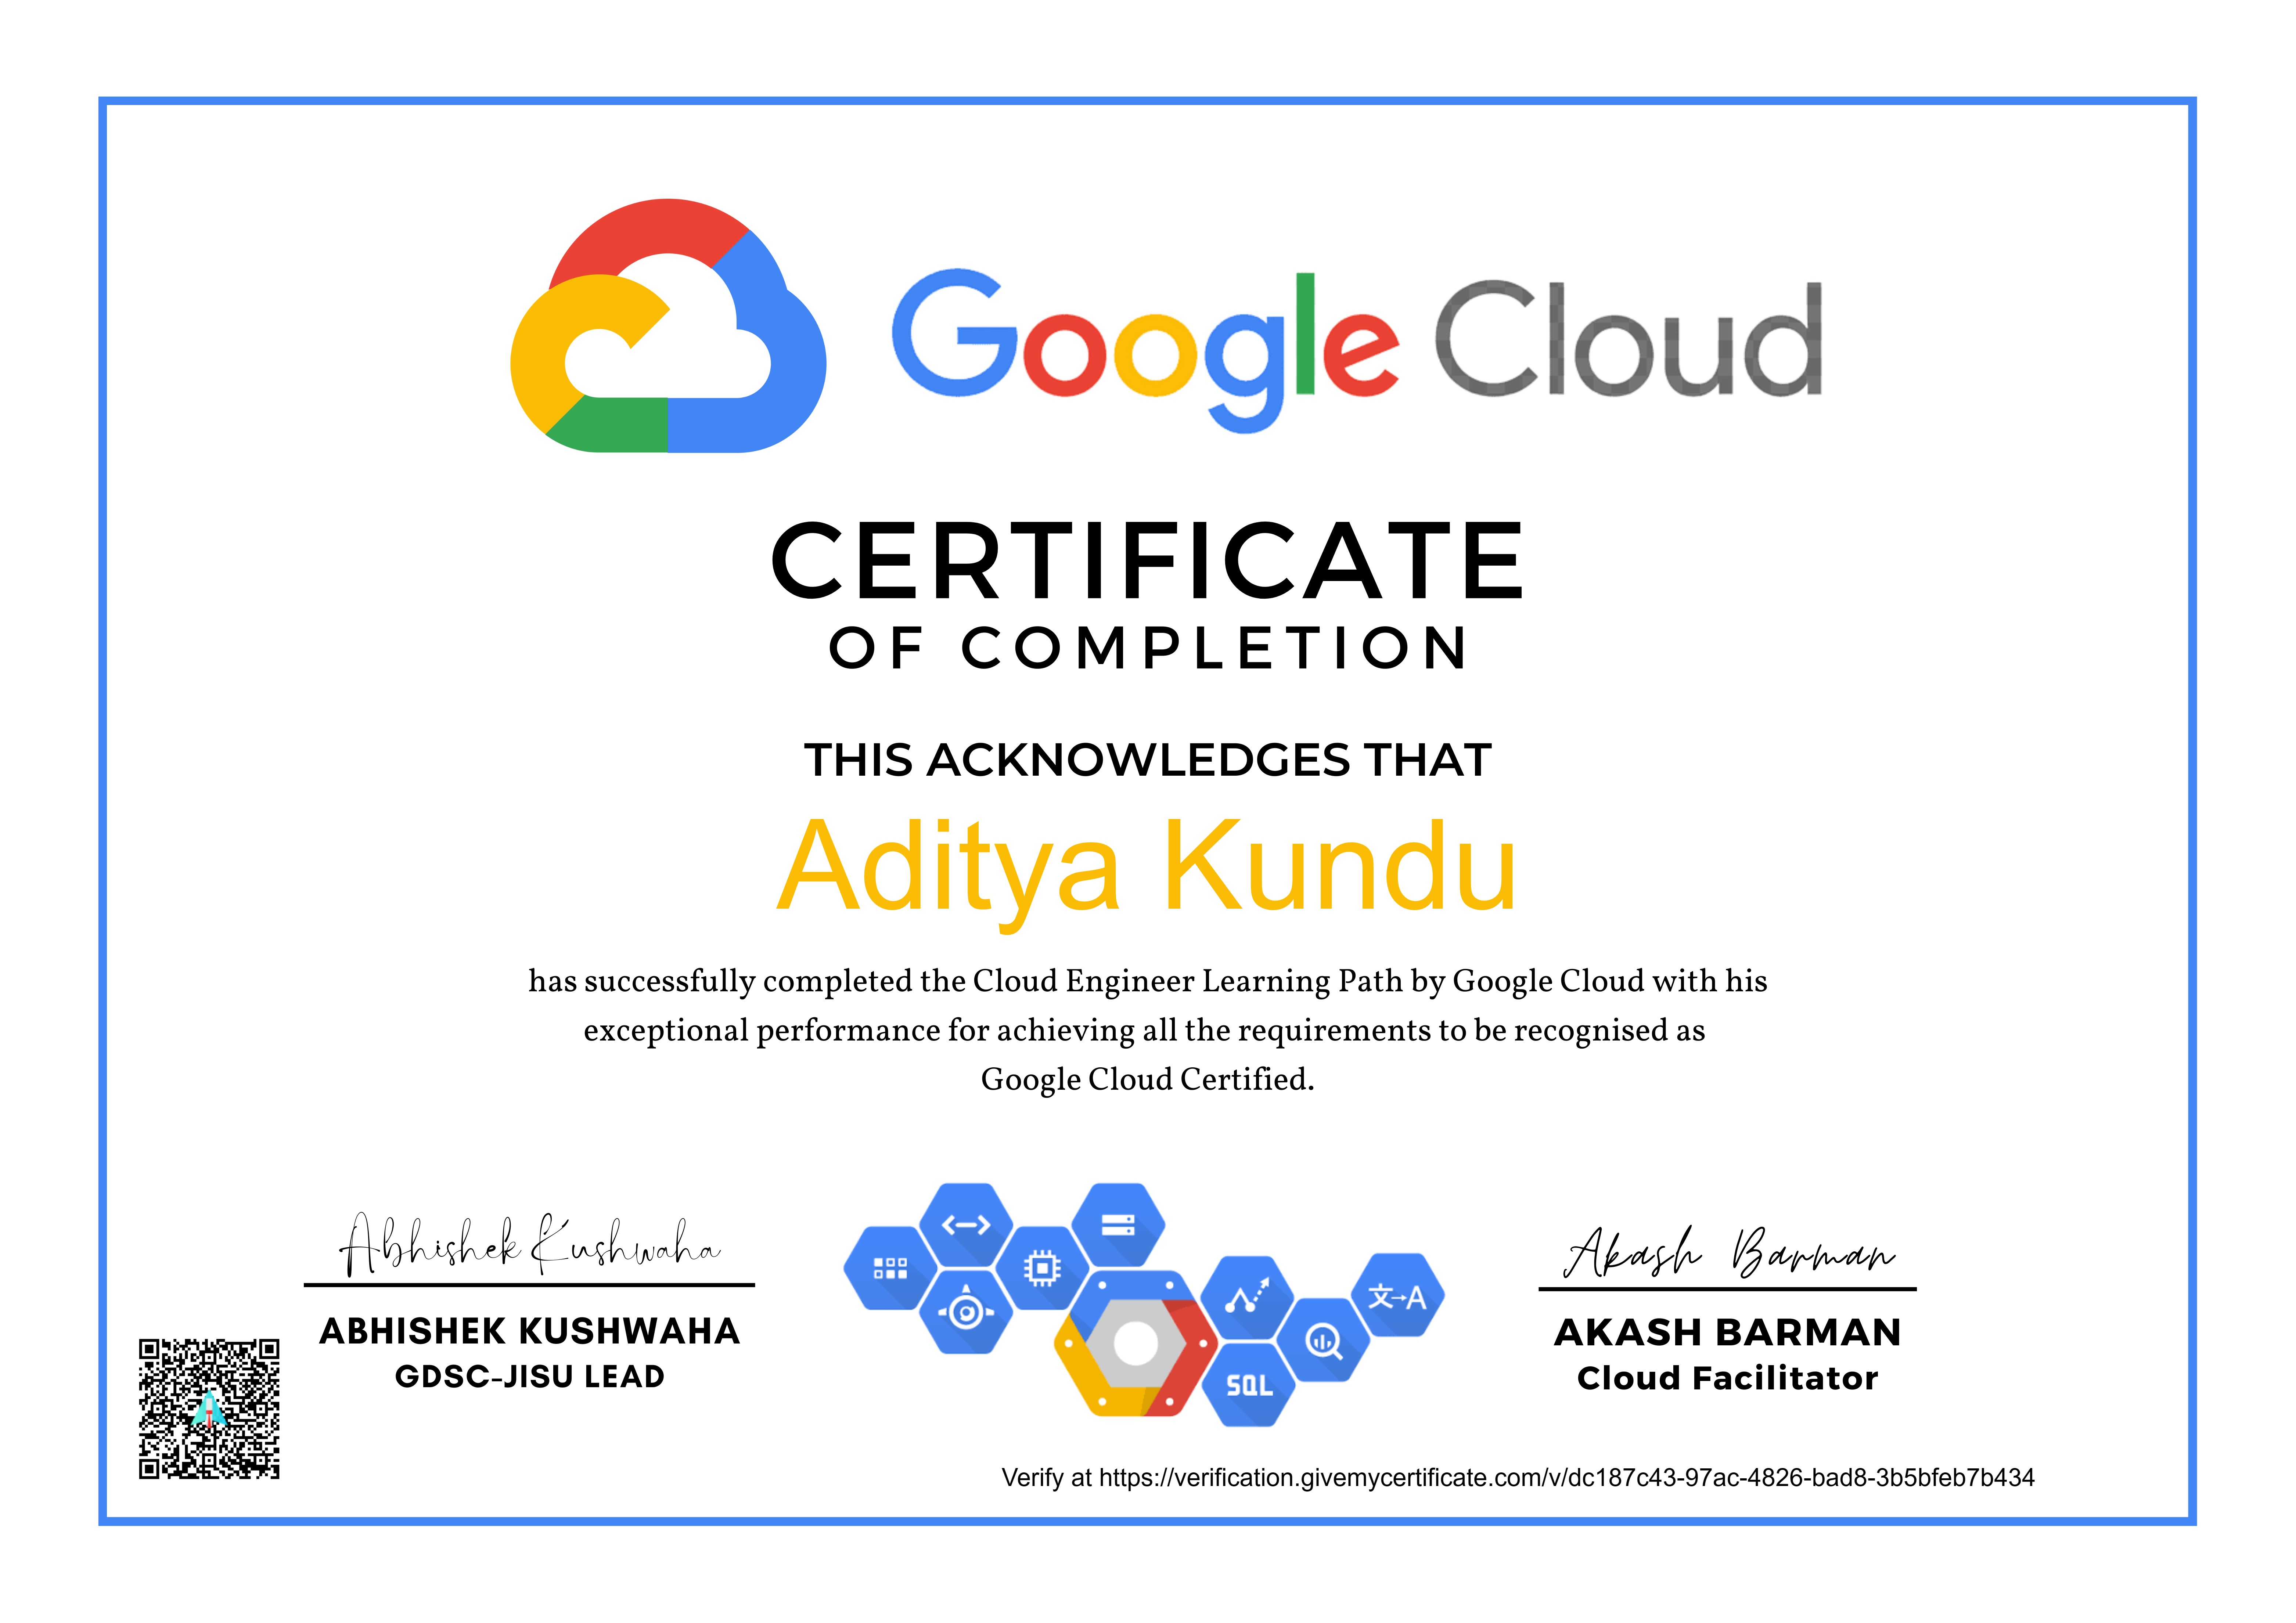 Google Cloud
CERTIFICATE
OF COMPLETION
THIS ACKNOWLEDGES THAT
Aditya Kundu
has successfully completed the Cloud Engineer Learning Path by Google Cloud with his
exceptional performance for achieving all the requirements to be recognised as
Google Cloud Certified.
Abhishek Kushwaha
ABHISHEK KUSHWAHA
GDSC-JISU LEAD
文→A
SQL
Akash Barman
AKASH BARMAN
Cloud Facilitator
Verify at https://verification.givemycertificate.com/v/dc187c43-97ac-4826-bad8-3b5bfeb7b434